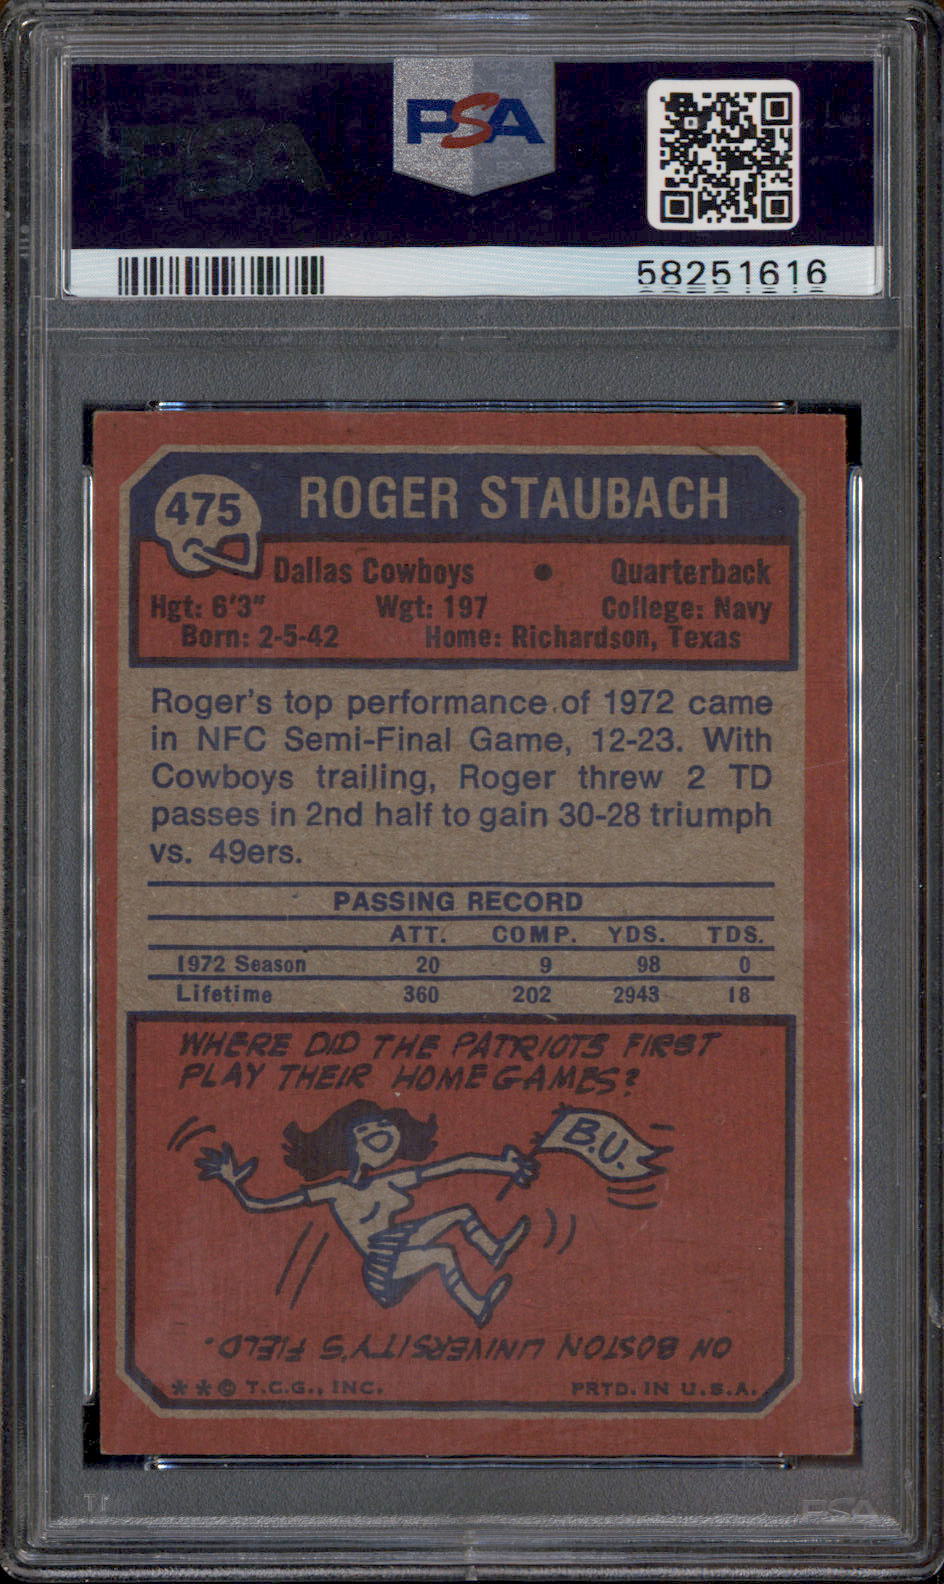 PSA
58251616
475
ROGER STAUBACH
Dallas Cowboys • Quarterback
Hgt: 6'3" Wgt: 197 College: Navy
Born: 2-5-42 Home: Richardson, Texas
Roger's top performance of 1972 came
in NFC Semi-Final Game, 12-23. With
Cowboys trailing, Roger threw 2 TD
passes in 2nd half to gain 30-28 triumph
vs. 49ers.
PASSING RECORD
ATT. COMP. YDS. TDS.
1972 Season 20 9 98 0
Lifetime 360 202 2943 18
WHERE DID THE PATRIOTS FIRST
PLAY THEIR HOME GAMES?
B.U.
ON BOSTON UNIVERSITY'S FIELD.
**© T.C.G., INC. PRTD. IN U.S.A.
PSA